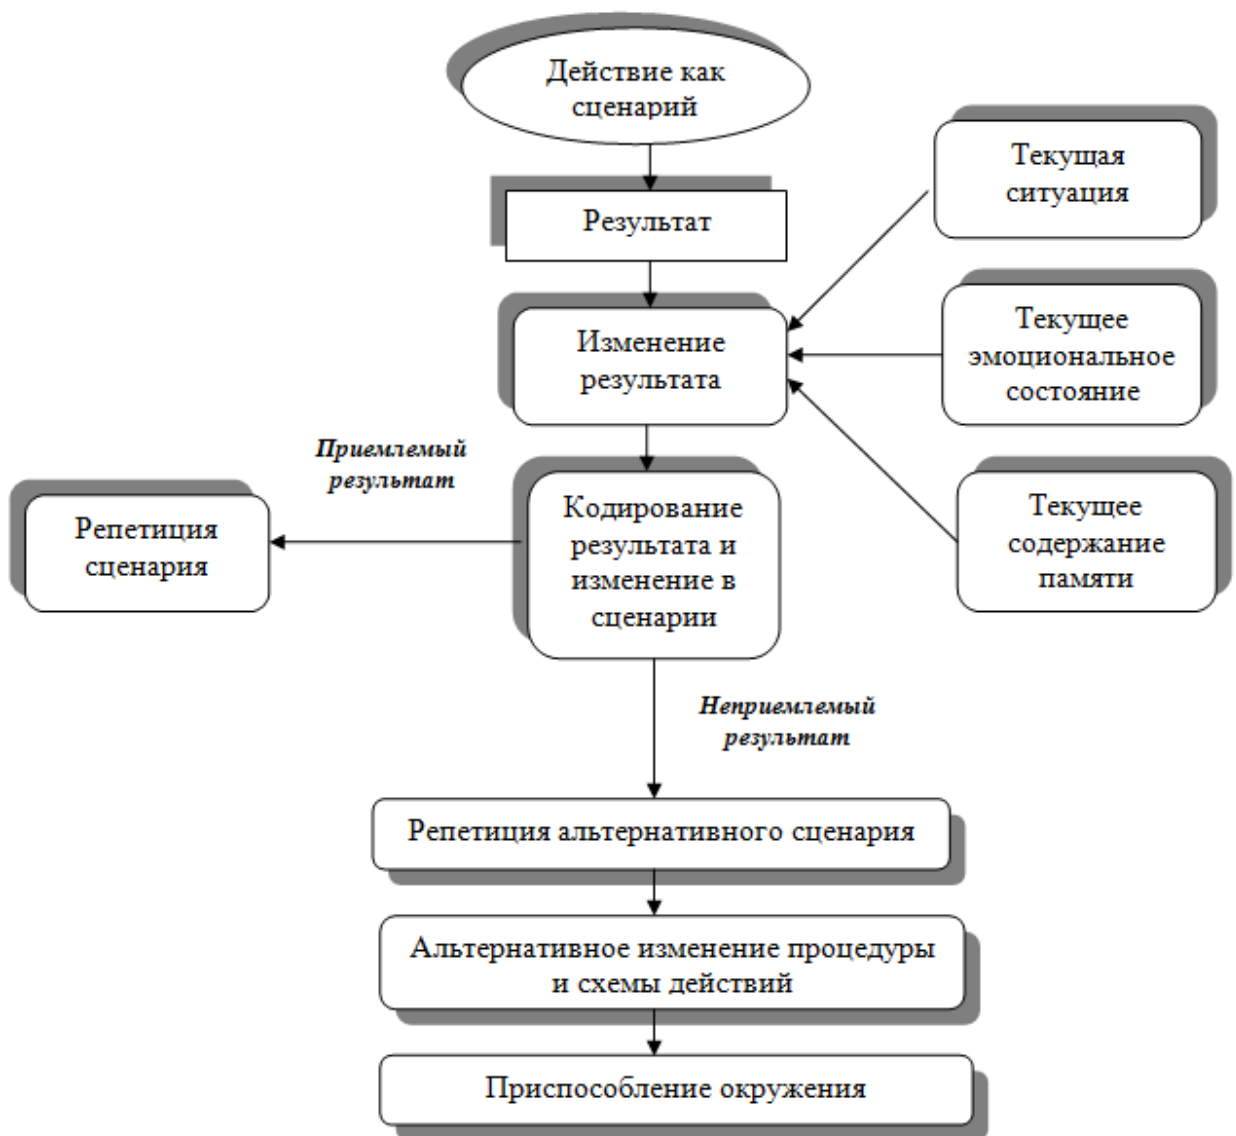 Действие как
сценарий
Текущая
ситуация
Результат
Изменение
результата
Текущее
эмоциональное
состояние
Приемлемый
результат
Кодирование
результата и
изменение в
сценарии
Текущее
содержание
памяти
Репетиция
сценария
Неприемлемый
результат
Репетиция альтернативного сценария
Альтернативное изменение процедуры
и схемы действий
Приспособление окружения